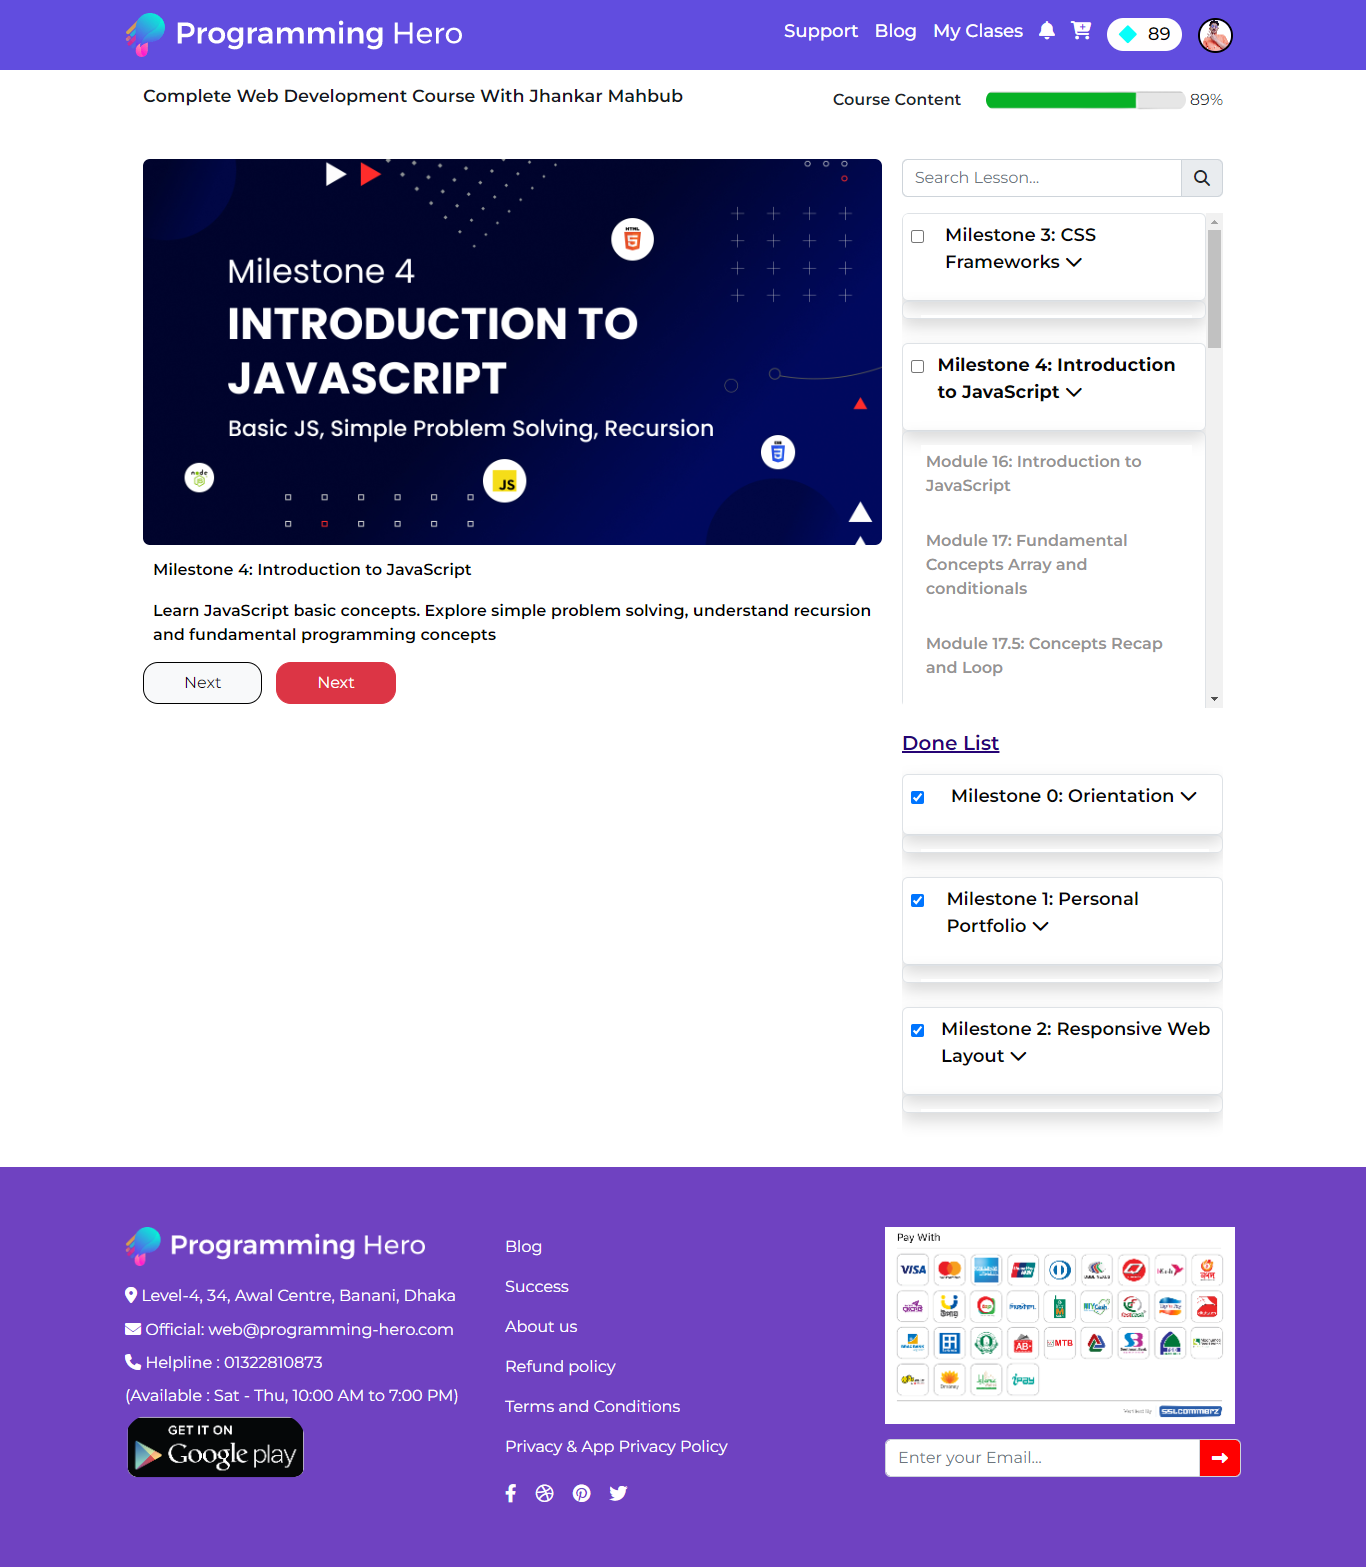 Programming Hero
Support Blog My Clases 89
Complete Web Development Course With Jhankar Mahbub
Course Content 89%
Milestone 4
INTRODUCTION TO
JAVASCRIPT
Basic JS, Simple Problem Solving, Recursion
HTML
node
JS
Milestone 4: Introduction to JavaScript
Learn JavaScript basic concepts. Explore simple problem solving, understand recursion
and fundamental programming concepts
Next Next
Search Lesson...
Milestone 3: CSS
Frameworks
Milestone 4: Introduction
to JavaScript
Module 16: Introduction to
JavaScript
Module 17: Fundamental
Concepts Array and
conditionals
Module 17.5: Concepts Recap
and Loop
Done List
Milestone 0: Orientation
Milestone 1: Personal
Portfolio
Milestone 2: Responsive Web
Layout
Programming Hero
Level-4, 34, Awal Centre, Banani, Dhaka
Official: web@programming-hero.com
Helpline : 01322810873
(Available : Sat - Thu, 10:00 AM to 7:00 PM)
GET IT ON
Google play
Blog
Success
About us
Refund policy
Terms and Conditions
Privacy & App Privacy Policy
Pay With
VISA
MTB
Verified By SSLCOMMERZ
Enter your Email...